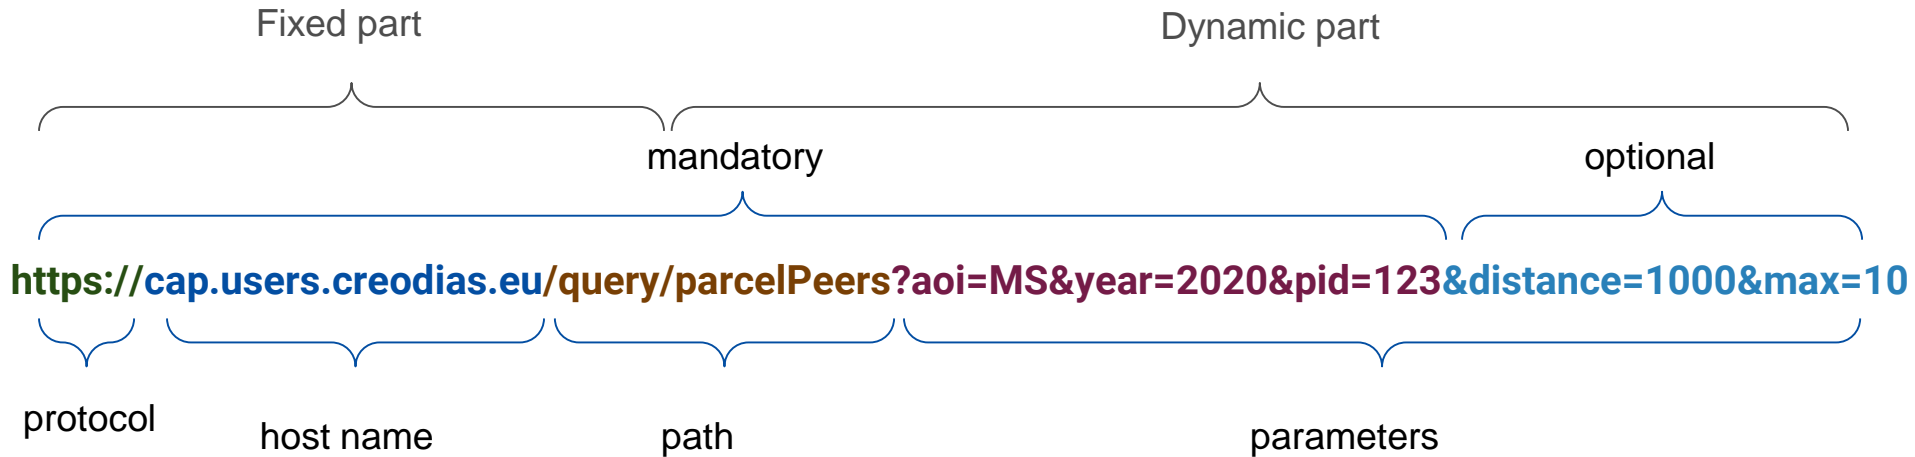 Fixed part
Dynamic part
mandatory
optional
https://cap.users.creodias.eu/query/parcelPeers?aoi=MS&year=2020&pid=123&distance=1000&max=10
protocol
host name
path
parameters